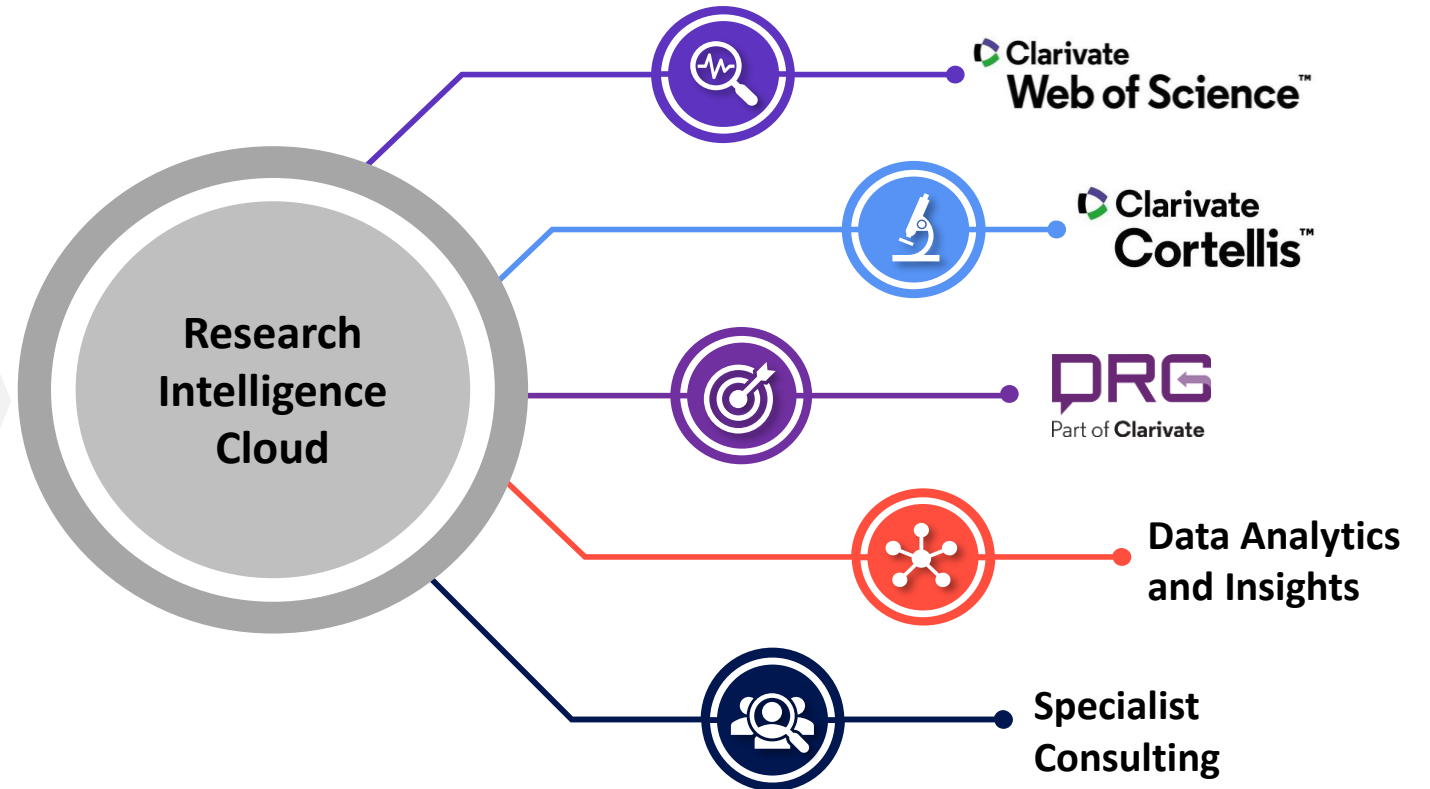 Clarivate
Web of Science™
Clarivate
Cortellis™
Research
Intelligence
Cloud
DRG
Part of Clarivate
Data Analytics
and Insights
Specialist
Consulting